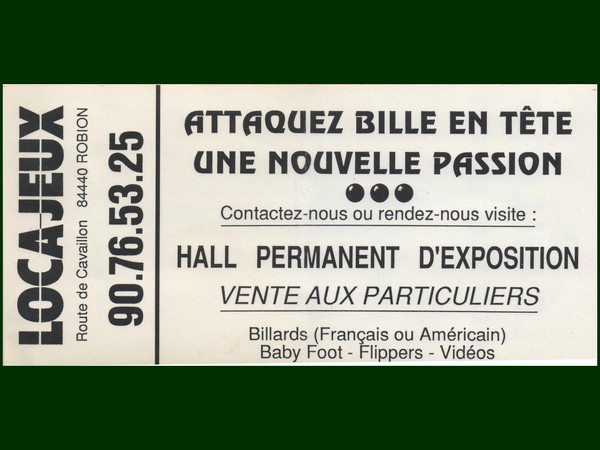 LOCAJEUX
Route de Cavaillon 84440 ROBION
90.76.53.25
ATTAQUEZ BILLE EN TÊTE
UNE NOUVELLE PASSION
Contactez-nous ou rendez-nous visite :
HALL PERMANENT D'EXPOSITION
VENTE AUX PARTICULIERS
Billards (Français ou Américain)
Baby Foot - Flippers - Vidéos